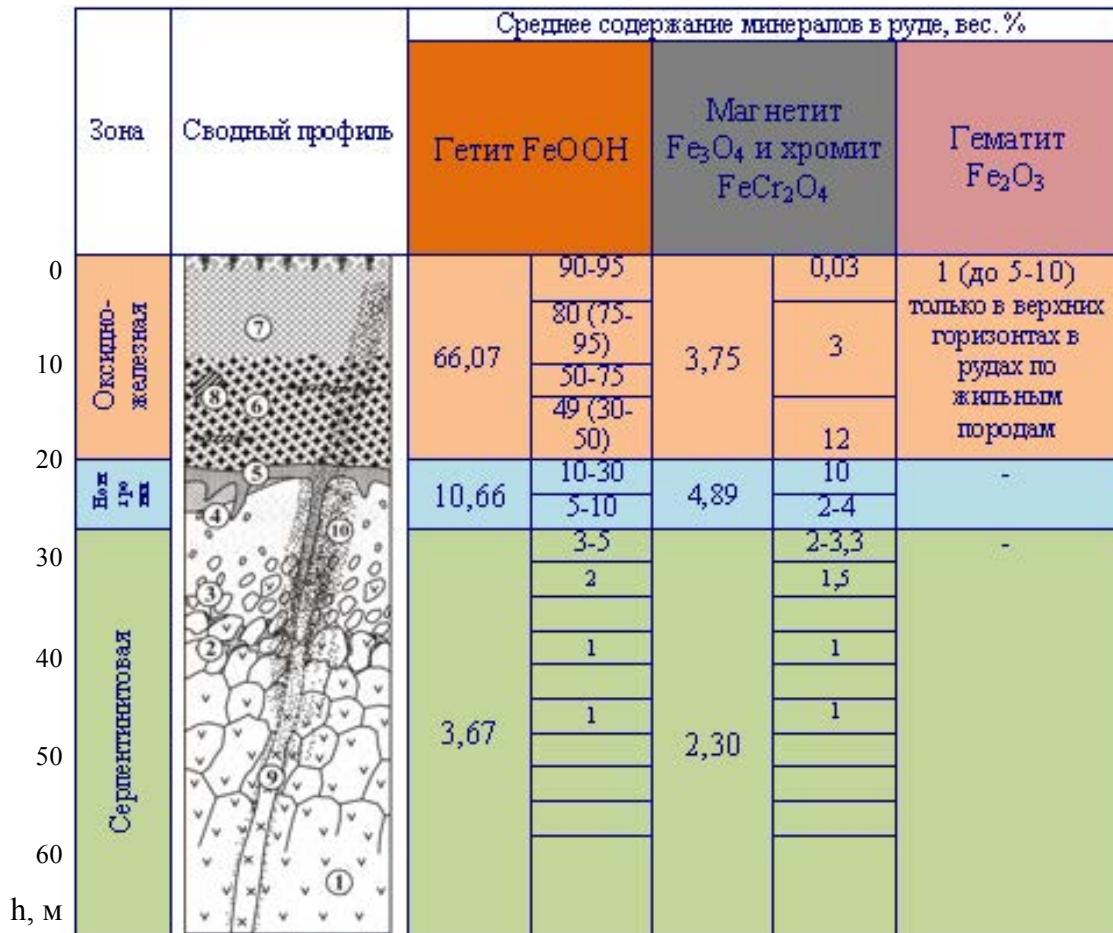 Среднее содержание минералов в руде, вес. %
Зона
Сводный профиль
Гетит FeOOH
Магнетит
Fe₃O₄ и хромит
FeCr₂O₄
Гематит
Fe₂O₃
0
10
20
30
40
50
60
h, м
Оксидно-
железная
7
8
6
66,07
90-95
80 (75-
95)
50-75
49 (30-
50)
3,75
0,03
3
12
1 (до 5-10)
только в верхних
горизонтах в
рудах по
жильным
породам
5
4
10,66
10-30
5-10
4,89
10
2-4
-
Серпентинитовая
10
3
2
9
1
3,67
3-5
2
1
1
2,30
2-3,3
1,5
1
1
-